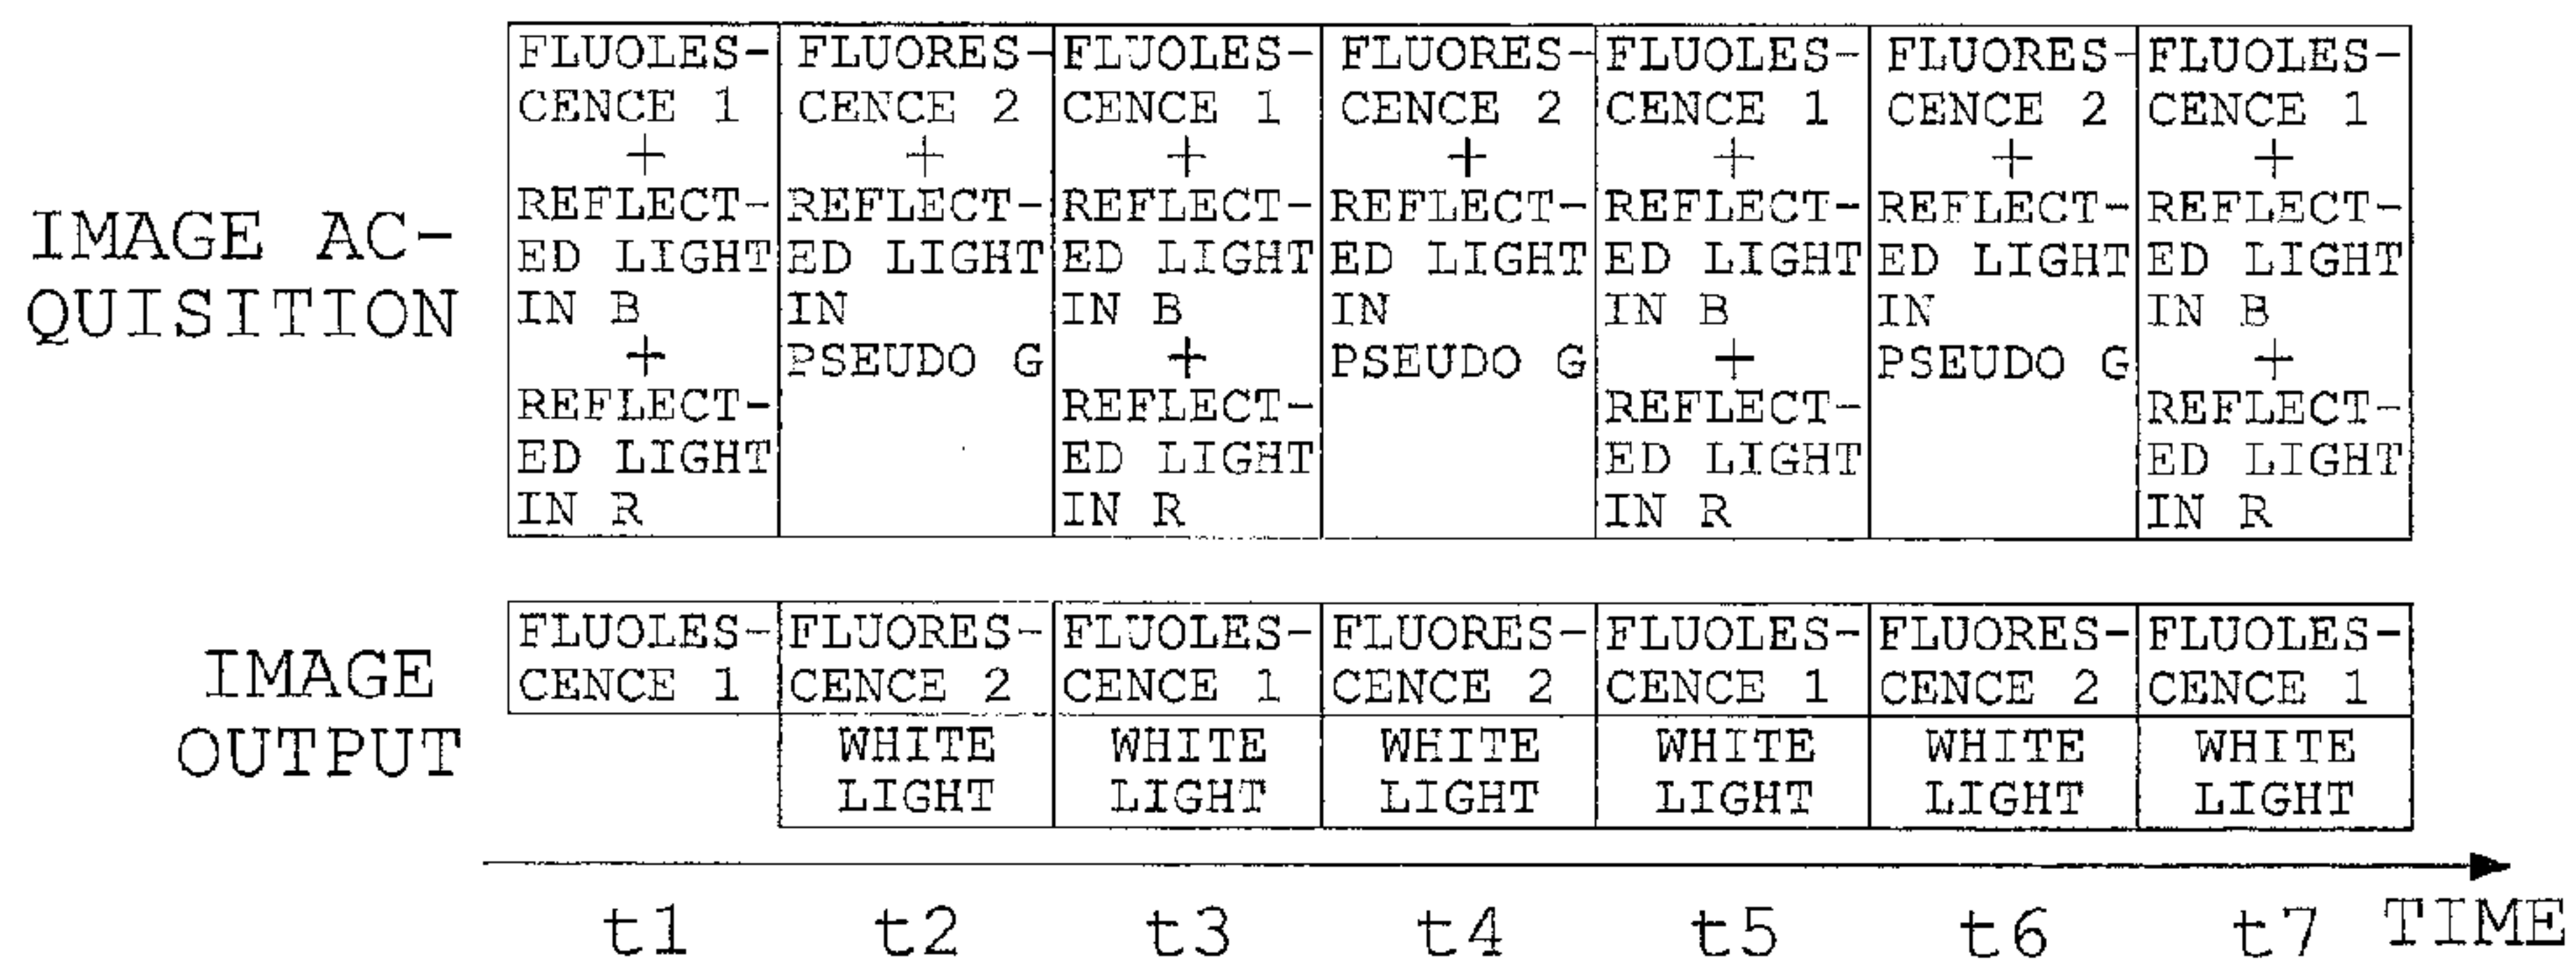 IMAGE AC-
QUISITION
FLUOLES-
CENCE 1
+
REFLECT-
ED LIGHT
IN B
+
REFLECT-
ED LIGHT
IN R
FLUORES-
CENCE 2
+
REFLECT-
ED LIGHT
IN
PSEUDO G
FLUOLES-
CENCE 1
+
REFLECT-
ED LIGHT
IN B
+
REFLECT-
ED LIGHT
IN R
FLUORES-
CENCE 2
+
REFLECT-
ED LIGHT
IN
PSEUDO G
FLUOLES-
CENCE 1
+
REFLECT-
ED LIGHT
IN B
+
REFLECT-
ED LIGHT
IN R
FLUORES-
CENCE 2
+
REFLECT-
ED LIGHT
IN
PSEUDO G
FLUOLES-
CENCE 1
+
REFLECT-
ED LIGHT
IN B
+
REFLECT-
ED LIGHT
IN R
IMAGE
OUTPUT
FLUOLES-
CENCE 1
FLUORES-
CENCE 2
FLUOLES-
CENCE 1
FLUORES-
CENCE 2
FLUOLES-
CENCE 1
FLUORES-
CENCE 2
FLUOLES-
CENCE 1
WHITE
LIGHT
WHITE
LIGHT
WHITE
LIGHT
WHITE
LIGHT
WHITE
LIGHT
WHITE
LIGHT
t1 t2 t3 t4 t5 t6 t7 TIME